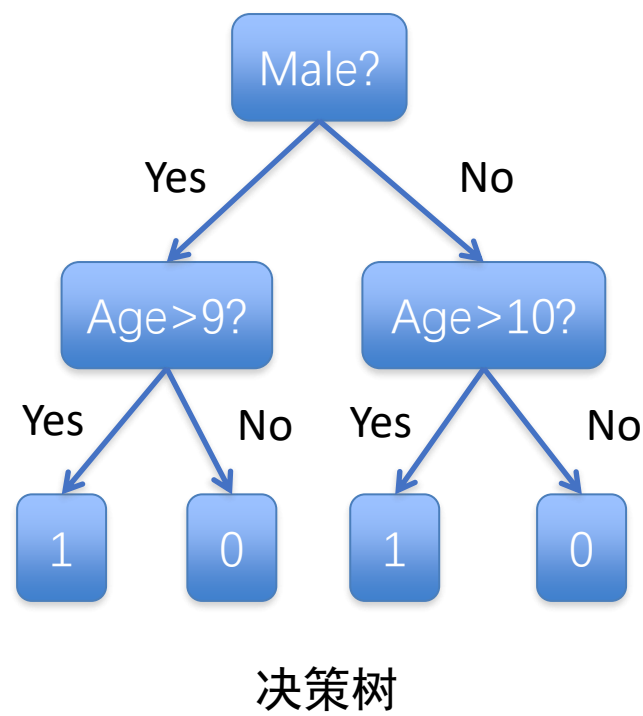 Male?
Yes
No
Age>9?
Age>10?
Yes
No
Yes
No
1
0
1
0
决策树